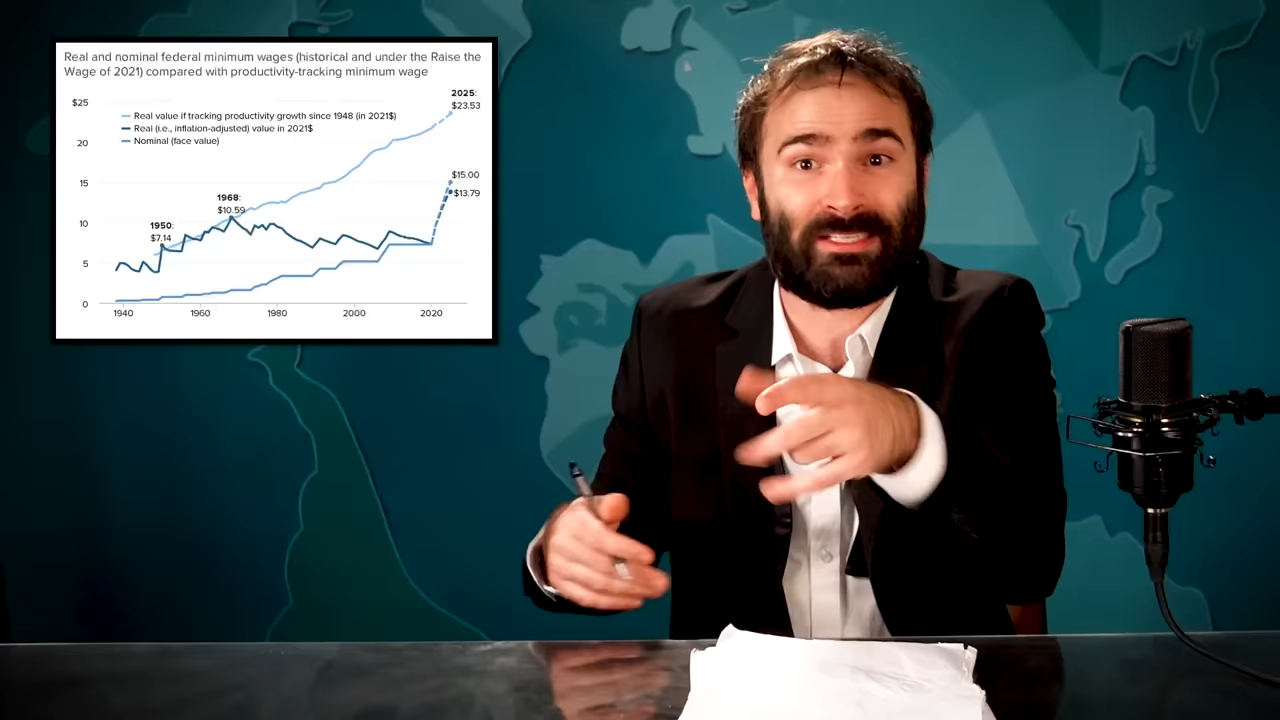 Real and nominal federal minimum wages (historical and under the Raise the
Wage of 2021) compared with productivity-tracking minimum wage
2025:
$23.53
$25
Real value if tracking productivity growth since 1948 (in 2021$)
Real (i.e., inflation-adjusted) value in 2021$
Nominal (face value)
20
$15.00
15
$13.79
1968:
$10.59
10
1950:
$7.14
5
0
1940 1960 1980 2000 2020